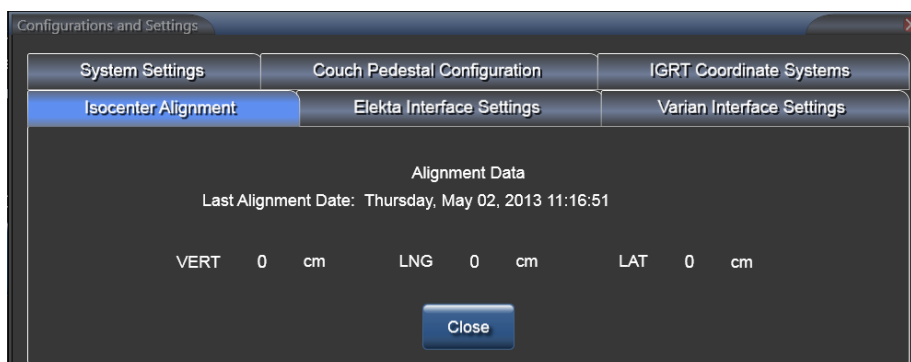 Configurations and Settings
System Settings Couch Pedestal Configuration IGRT Coordinate Systems
Isocenter Alignment Elekta Interface Settings Varian Interface Settings
Alignment Data
Last Alignment Date: Thursday, May 02, 2013 11:16:51
VERT 0 cm LNG 0 cm LAT 0 cm
Close